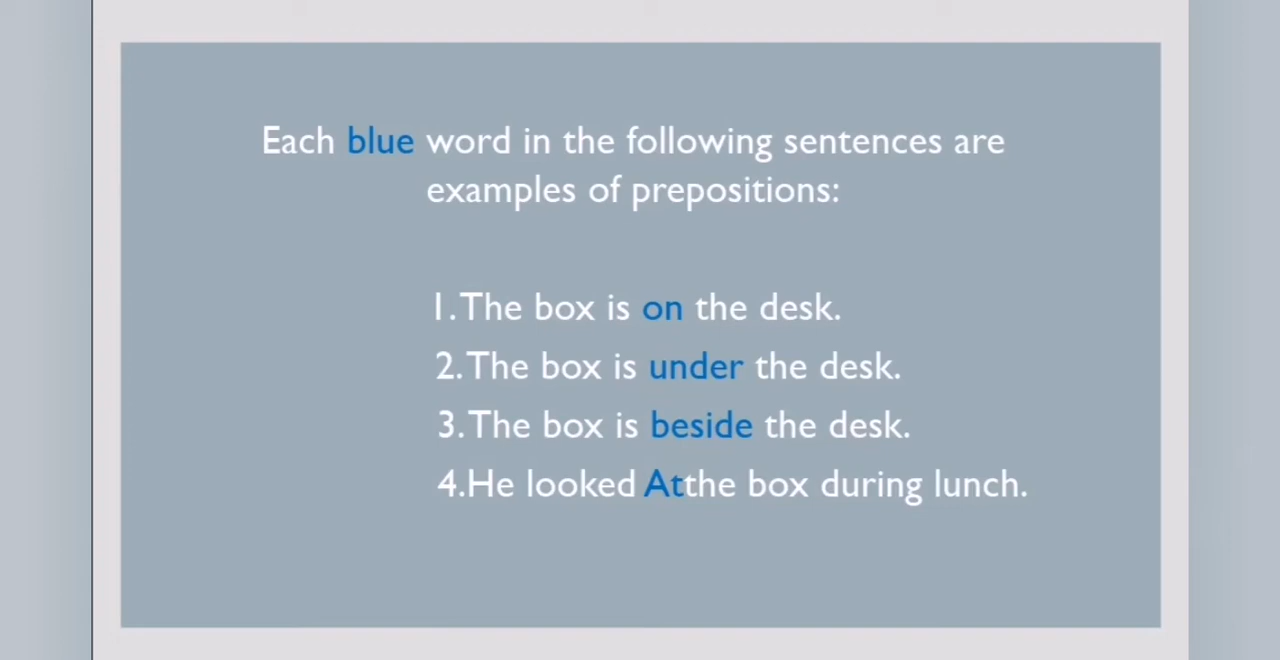 Each blue word in the following sentences are
examples of prepositions:
1.The box is on the desk.
2.The box is under the desk.
3.The box is beside the desk.
4.He looked Atthe box during lunch.